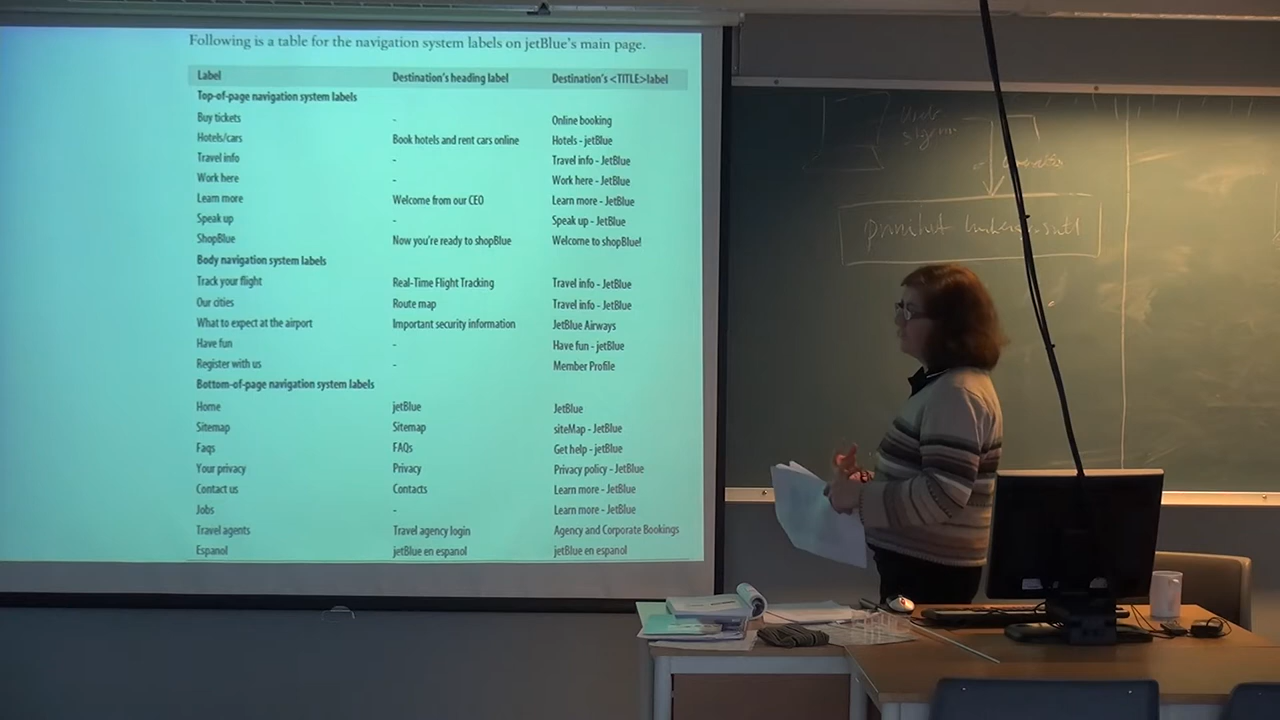 Following is a table for the navigation system labels on jetBlue's main page.
Label Destination's heading label Destination's <TITLE>label
Top-of-page navigation system labels
Buy tickets - Online booking
Hotels/cars Book hotels and rent cars online Hotels - jetBlue
Travel info - Travel info - JetBlue
Work here - Work here - JetBlue
Learn more Welcome from our CEO Learn more - JetBlue
Speak up - Speak up - JetBlue
ShopBlue Now you're ready to shopBlue Welcome to shopBlue!
Body navigation system labels
Track your flight Real-Time Flight Tracking Travel info - JetBlue
Our cities Route map Travel info - JetBlue
What to expect at the airport Important security information JetBlue Airways
Have fun - Have fun - jetBlue
Register with us - Member Profile
Bottom-of-page navigation system labels
Home jetBlue JetBlue
Sitemap Sitemap siteMap - JetBlue
Faqs FAQs Get help - jetBlue
Your privacy Privacy Privacy policy - JetBlue
Contact us Contacts Learn more - JetBlue
Jobs - Learn more - JetBlue
Travel agents Travel agency login Agency and Corporate Bookings
Espanol jetBlue en espanol jetBlue en espanol